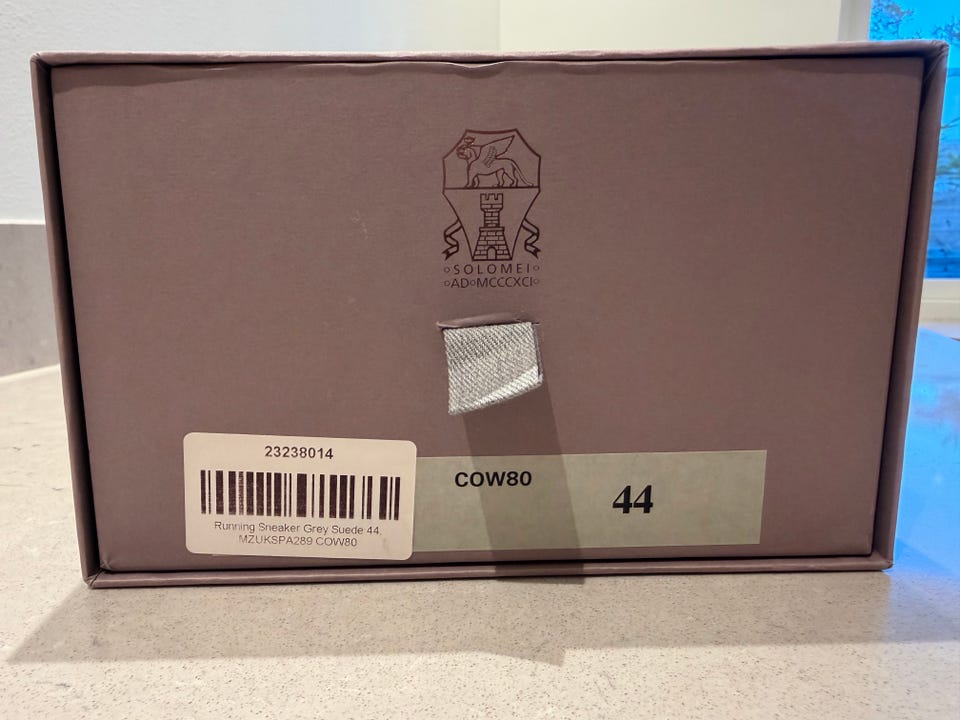 ◦SOLOMEI◦
◦AD◦MCCCXCI◦
23238014
Running Sneaker Grey Suede 44,
MZUKSPA289 COW80
COW80
44